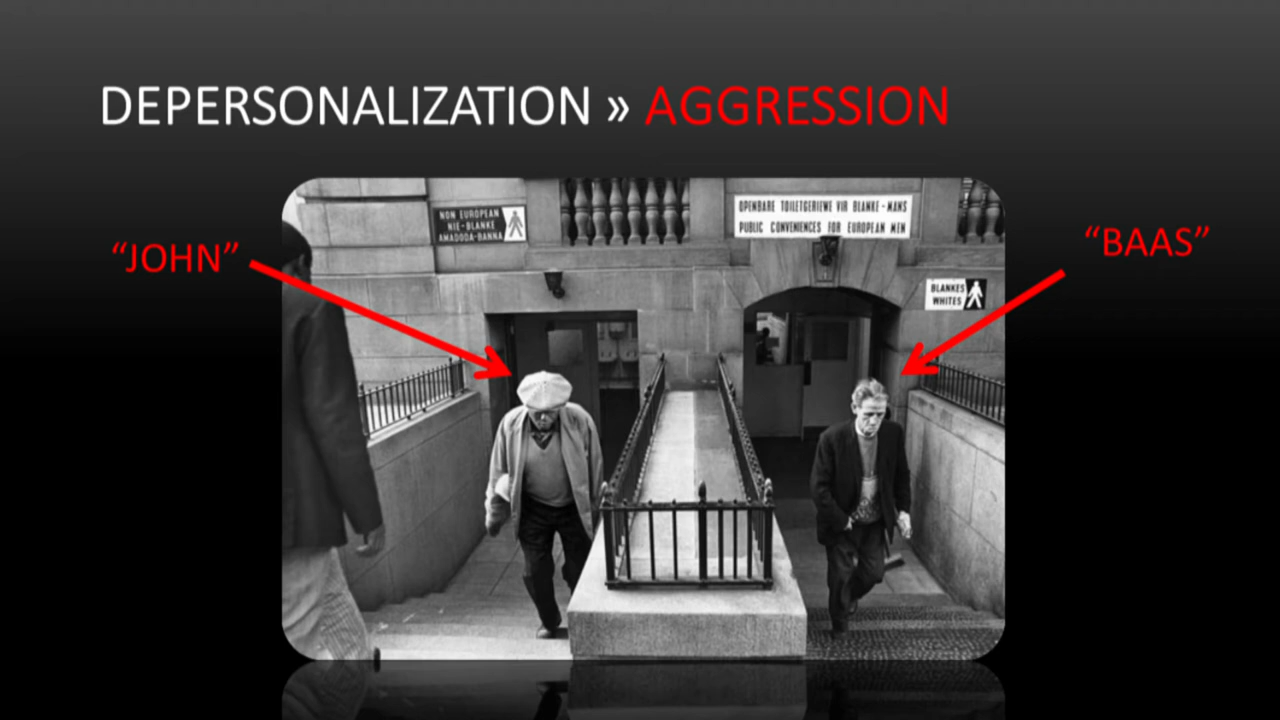 DEPERSONALIZATION » AGGRESSION
“JOHN”
“BAAS”
NON EUROPEAN
NIE-BLANKE
AMADODA-BANNA
OPENBARE TOILETGERIEWE VIR BLANKE-MANS
PUBLIC CONVENIENCES FOR EUROPEAN MEN
BLANKES
WHITES